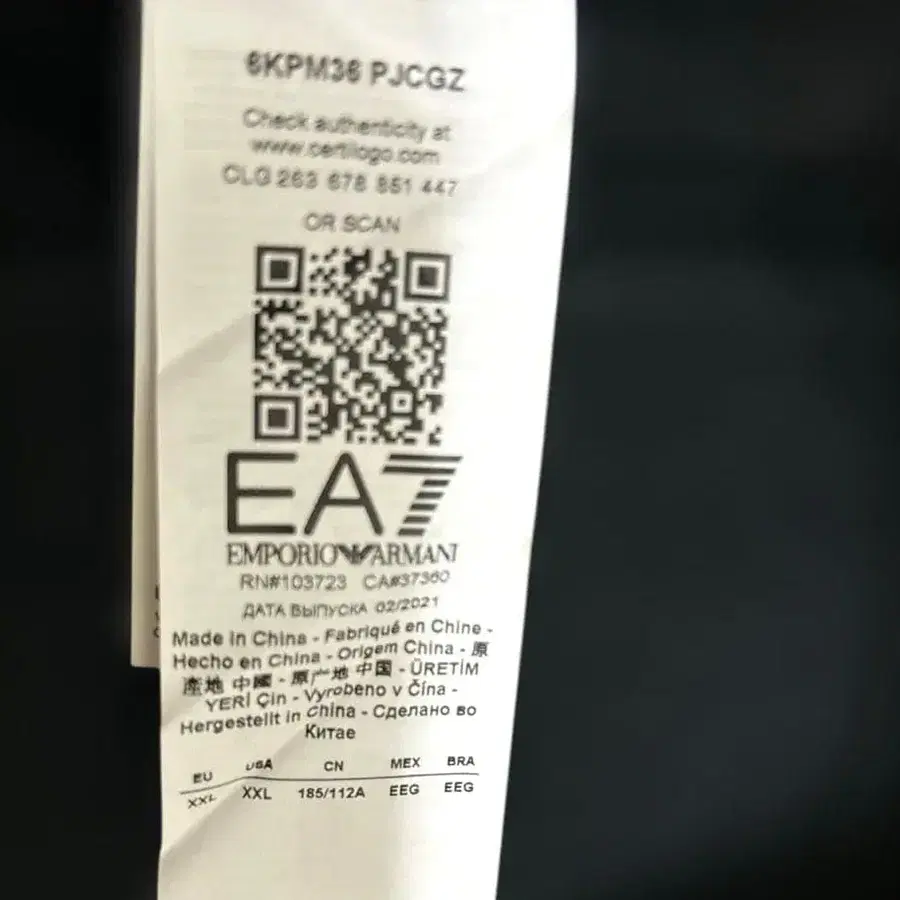 6KPM36 PJCGZ
Check authenticity at
www.certilogo.com
CLG 263 678 851 447
OR SCAN
EA7
EMPORIO ARMANI
RN#103723 CA#37360
ДАТА ВЫПУСКА 02/2021
Made in China - Fabriqué en Chine -
Hecho en China - Origem China - 原
產地 中國 - 原产地 中国 - ÜRETİM
YERİ Çin - Vyrobeno v Čína -
Hergestellt in China - Сделано во
Китае
EU USA CN MEX BRA
XXL XXL 185/112A EEG EEG